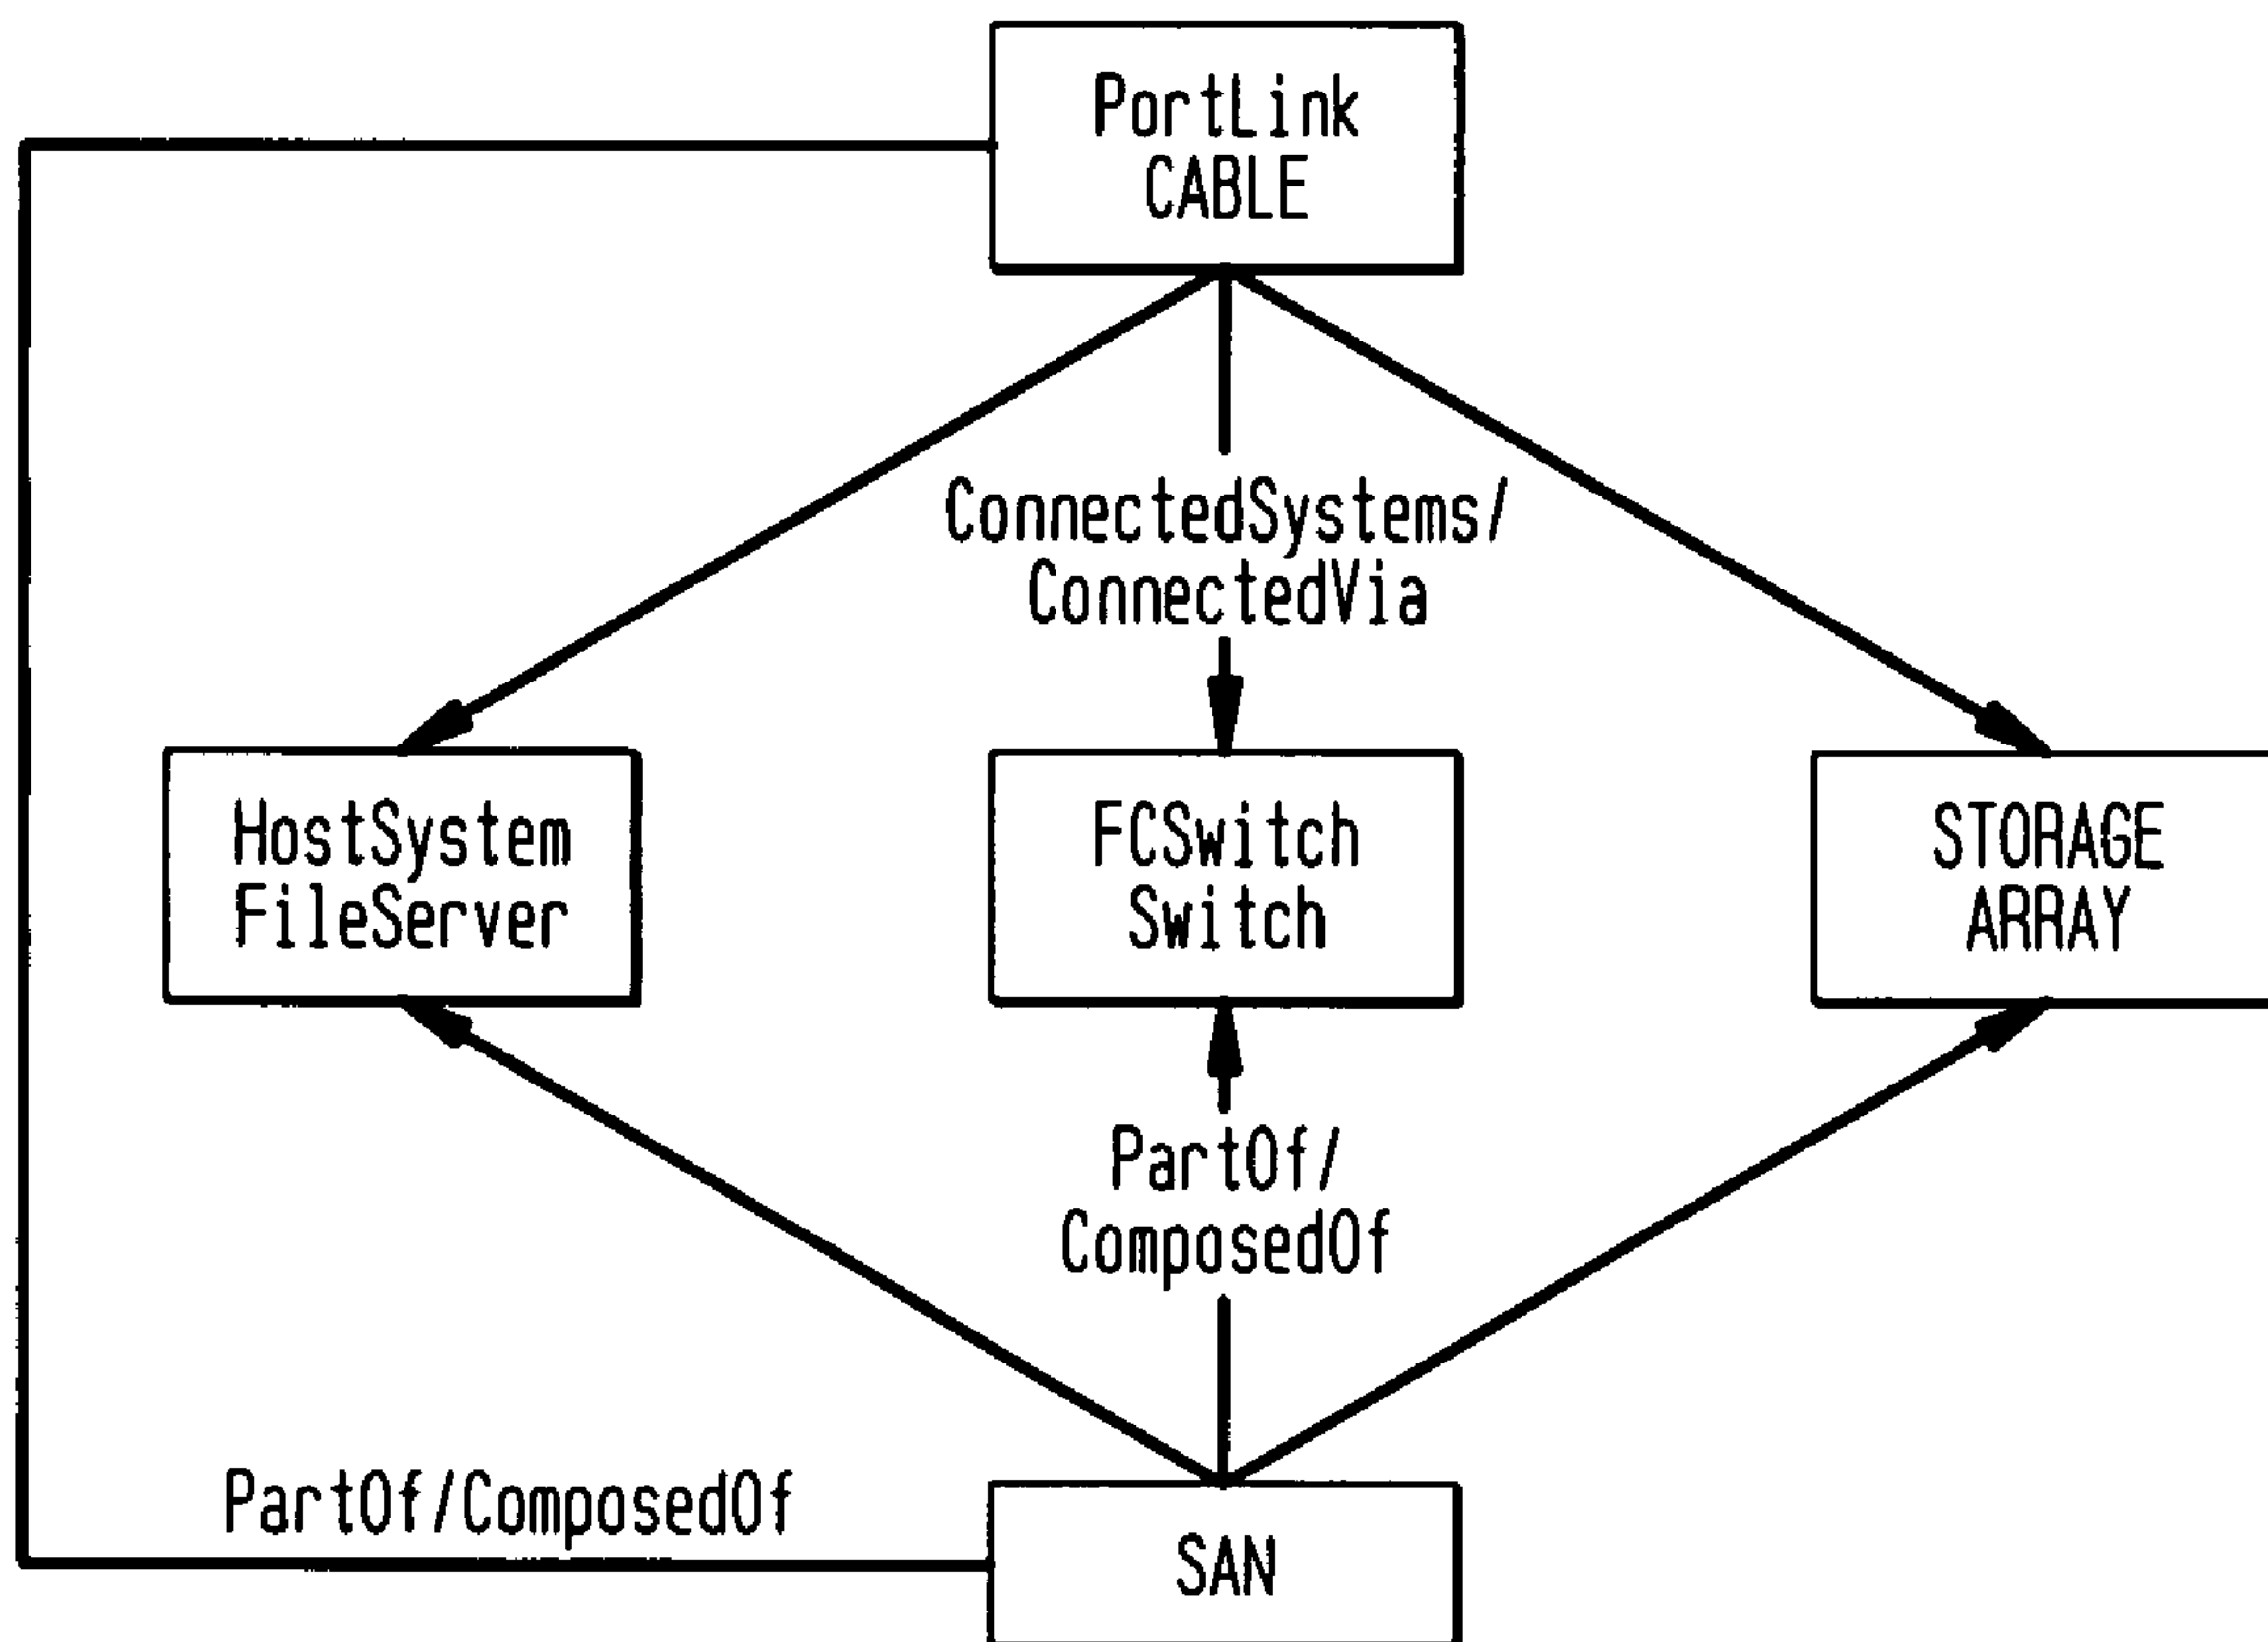 PortLink
CABLE
ConnectedSystems/
ConnectedVia
HostSystem
FileServer
FCSwitch
Switch
STORAGE
ARRAY
PartOf/
ComposedOf
PartOf/ComposedOf
SAN